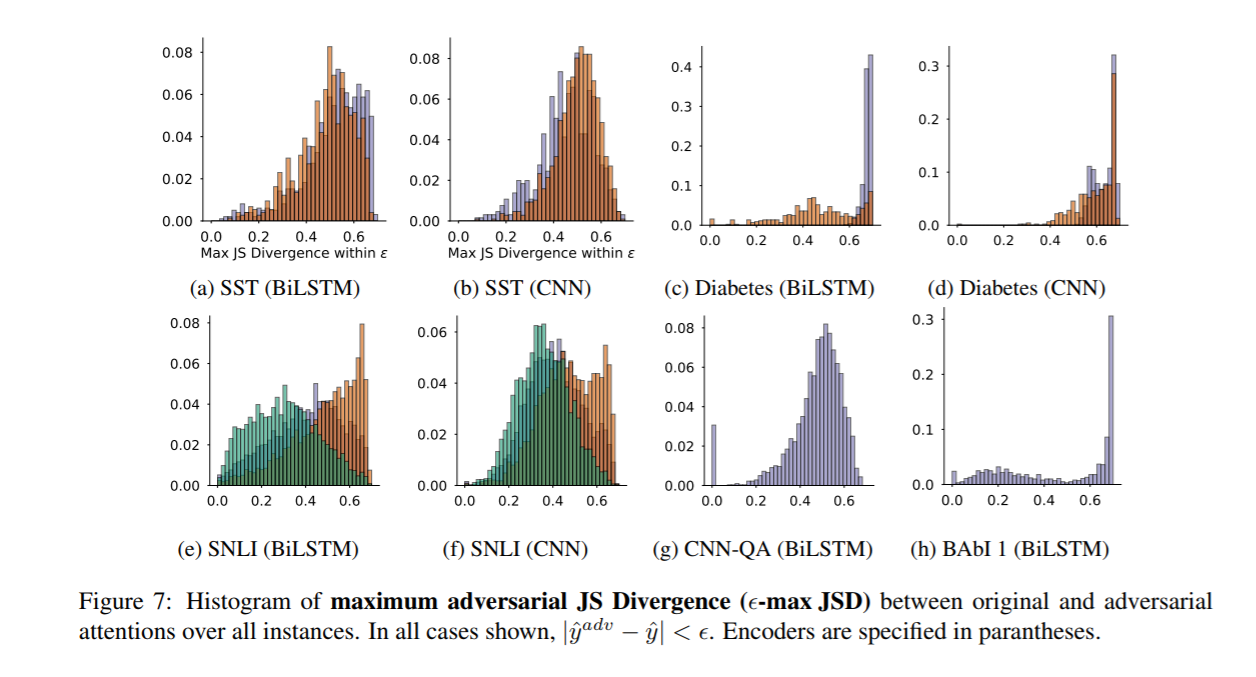 0.08
0.06
0.04
0.02
0.00
0.0 0.2 0.4 0.6
Max JS Divergence within ε
(a) SST (BiLSTM)
0.08
0.06
0.04
0.02
0.00
0.0 0.2 0.4 0.6
Max JS Divergence within ε
(b) SST (CNN)
0.4
0.3
0.2
0.1
0.0
0.0 0.2 0.4 0.6
(c) Diabetes (BiLSTM)
0.3
0.2
0.1
0.0
0.0 0.2 0.4 0.6
(d) Diabetes (CNN)
0.08
0.06
0.04
0.02
0.00
0.0 0.2 0.4 0.6
(e) SNLI (BiLSTM)
0.06
0.04
0.02
0.00
0.0 0.2 0.4 0.6
(f) SNLI (CNN)
0.08
0.06
0.04
0.02
0.00
0.0 0.2 0.4 0.6
(g) CNN-QA (BiLSTM)
0.3
0.2
0.1
0.0
0.0 0.2 0.4 0.6
(h) BAbI 1 (BiLSTM)
Figure 7: Histogram of maximum adversarial JS Divergence (ϵ-max JSD) between original and adversarial
attentions over all instances. In all cases shown, |ŷ^adv − ŷ| < ϵ. Encoders are specified in parantheses.